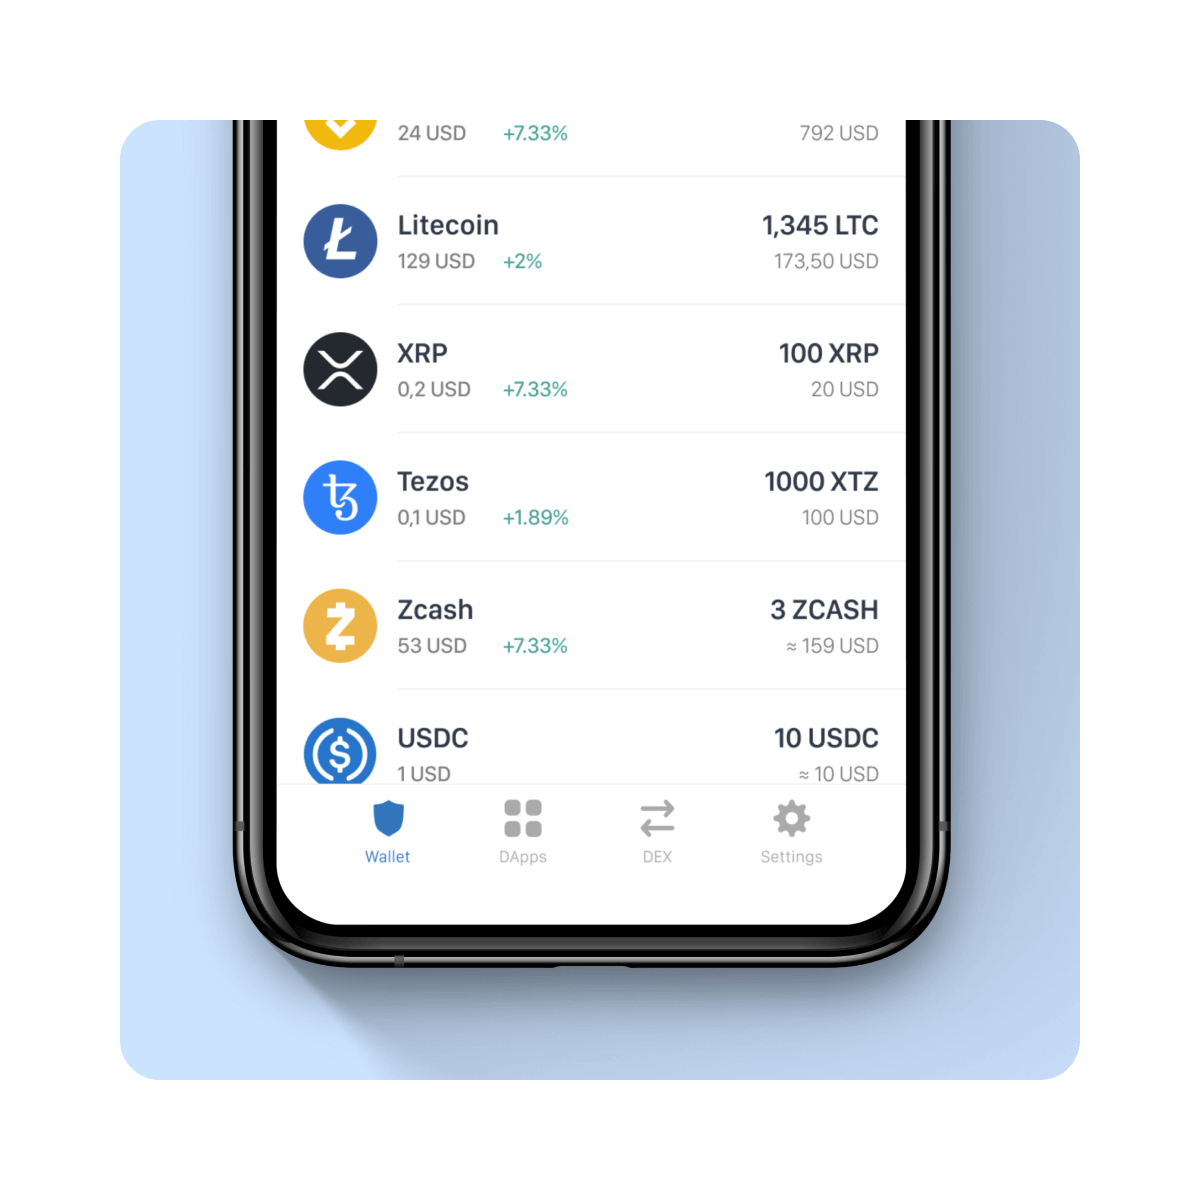 24 USD +7.33% 792 USD
Litecoin 1,345 LTC
129 USD +2% 173,50 USD
XRP 100 XRP
0,2 USD +7.33% 20 USD
Tezos 1000 XTZ
0,1 USD +1.89% 100 USD
Zcash 3 ZCASH
53 USD +7.33% ≈ 159 USD
USDC 10 USDC
1 USD ≈ 10 USD
Wallet DApps DEX Settings